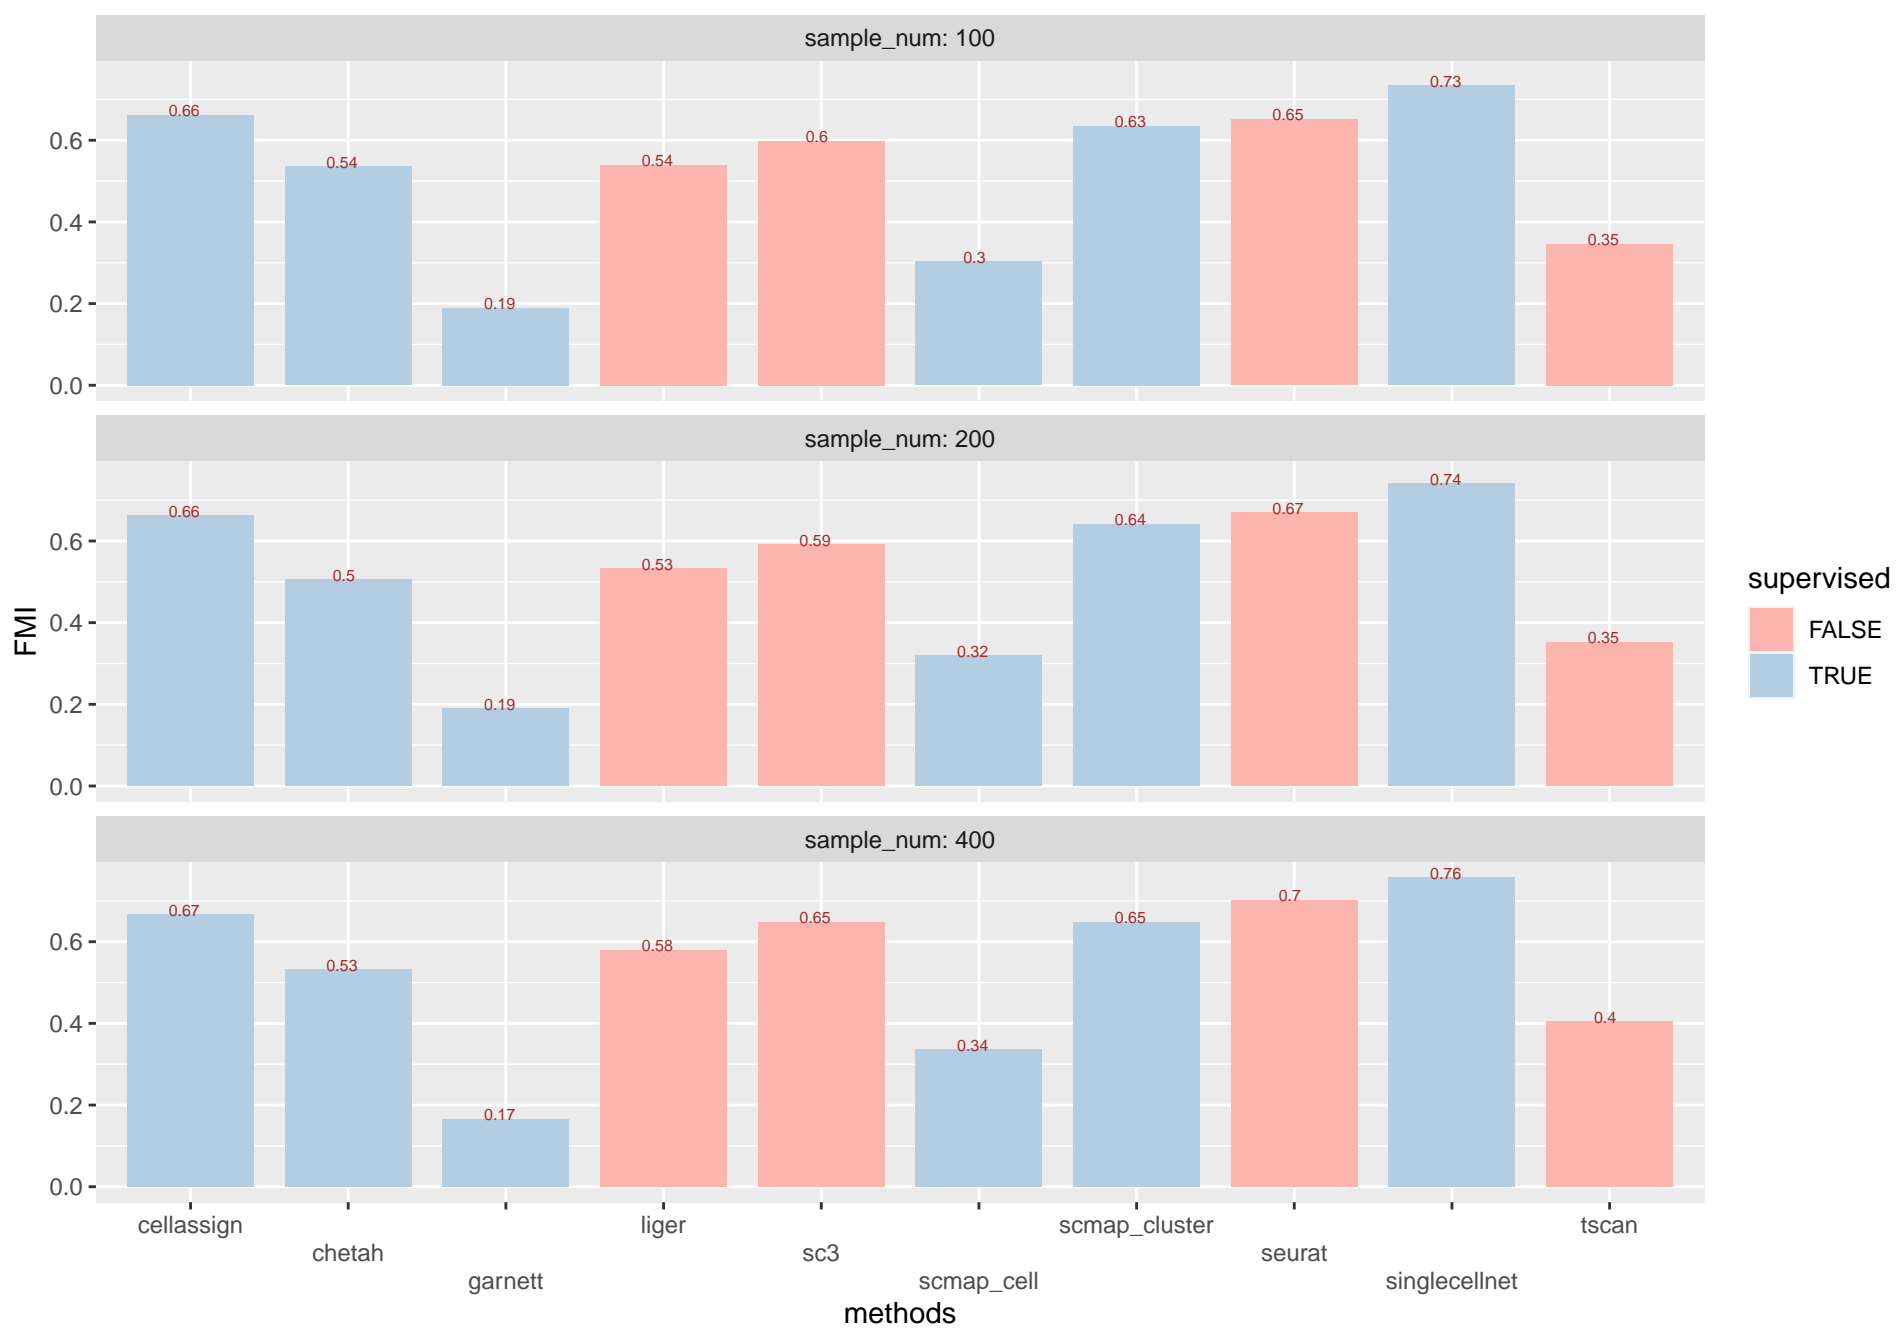 sample_num: 100
0.66
0.54
0.19
0.54
0.6
0.3
0.63
0.65
0.73
0.35
0.6
0.4
0.2
0.0
sample_num: 200
0.66
0.5
0.19
0.53
0.59
0.32
0.64
0.67
0.74
0.35
0.6
0.4
0.2
0.0
sample_num: 400
0.67
0.53
0.17
0.58
0.65
0.34
0.65
0.7
0.76
0.4
0.6
0.4
0.2
0.0
FMI
cellassign
chetah
garnett
liger
sc3
scmap_cell
scmap_cluster
seurat
singlecellnet
tscan
methods
supervised
FALSE
TRUE